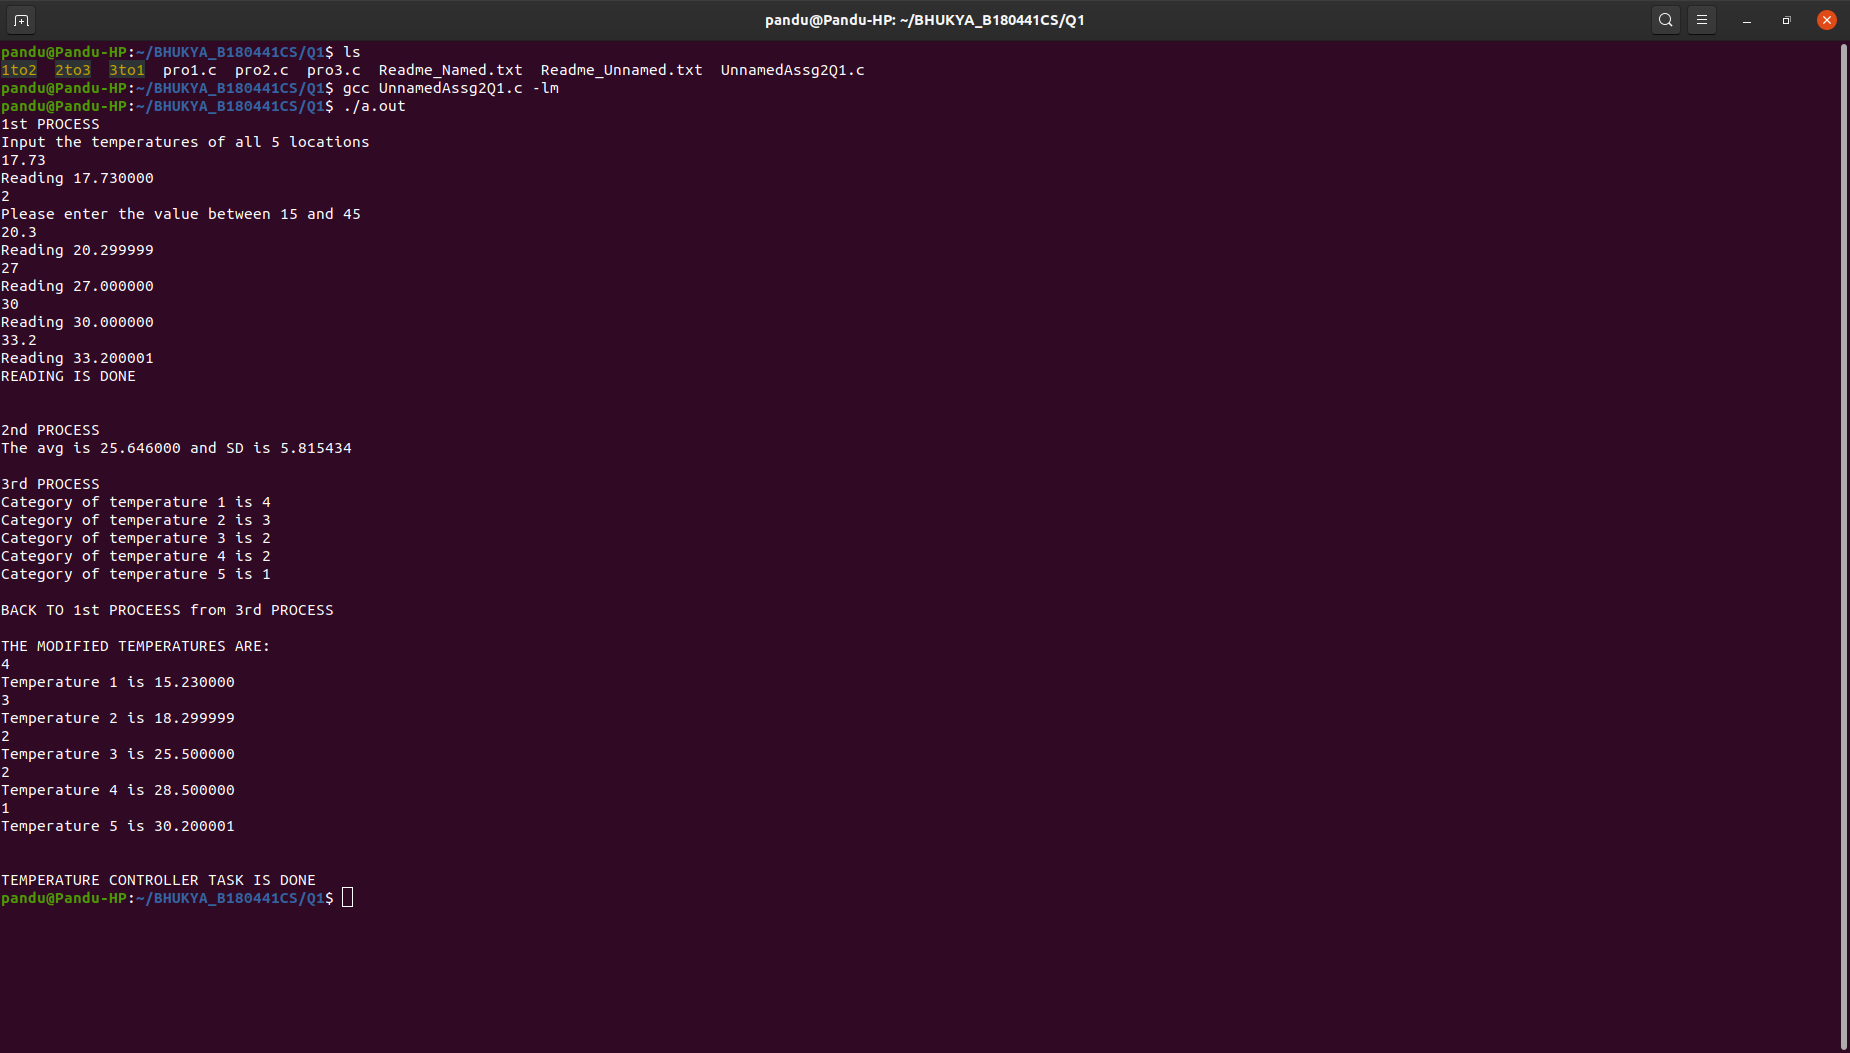 pandu@Pandu-HP: ~/BHUKYA_B180441CS/Q1
pandu@Pandu-HP:~/BHUKYA_B180441CS/Q1$ ls
1to2  2to3  3to1  pro1.c  pro2.c  pro3.c  Readme_Named.txt  Readme_Unnamed.txt  UnnamedAssg2Q1.c
pandu@Pandu-HP:~/BHUKYA_B180441CS/Q1$ gcc UnnamedAssg2Q1.c -lm
pandu@Pandu-HP:~/BHUKYA_B180441CS/Q1$ ./a.out
1st PROCESS
Input the temperatures of all 5 locations
17.73
Reading 17.730000
2
Please enter the value between 15 and 45
20.3
Reading 20.299999
27
Reading 27.000000
30
Reading 30.000000
33.2
Reading 33.200001
READING IS DONE
2nd PROCESS
The avg is 25.646000 and SD is 5.815434
3rd PROCESS
Category of temperature 1 is 4
Category of temperature 2 is 3
Category of temperature 3 is 2
Category of temperature 4 is 2
Category of temperature 5 is 1
BACK TO 1st PROCEESS from 3rd PROCESS
THE MODIFIED TEMPERATURES ARE:
4
Temperature 1 is 15.230000
3
Temperature 2 is 18.299999
2
Temperature 3 is 25.500000
2
Temperature 4 is 28.500000
1
Temperature 5 is 30.200001
TEMPERATURE CONTROLLER TASK IS DONE
pandu@Pandu-HP:~/BHUKYA_B180441CS/Q1$